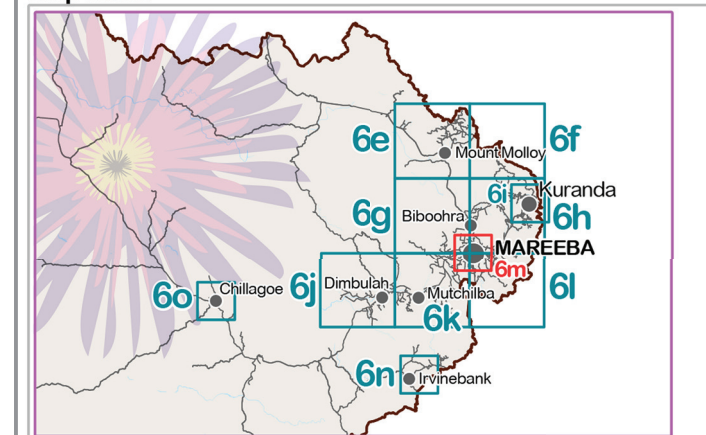 6e
6f
Mount Molloy
6i
Kuranda
6g
Biboohra
6h
MAREEBA
6m
6o
Chillagoe
6j
Dimbulah
Mutchilba
6l
6k
6n
Irvinebank